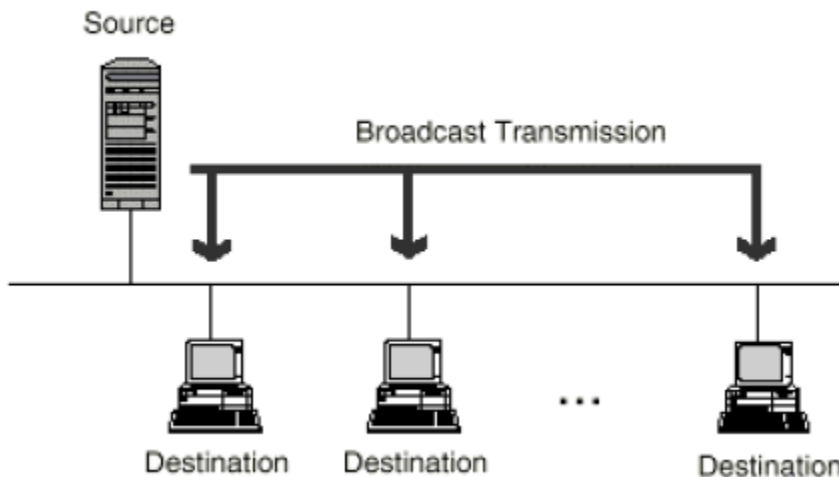 Source
Broadcast Transmission
...
Destination
Destination
Destination